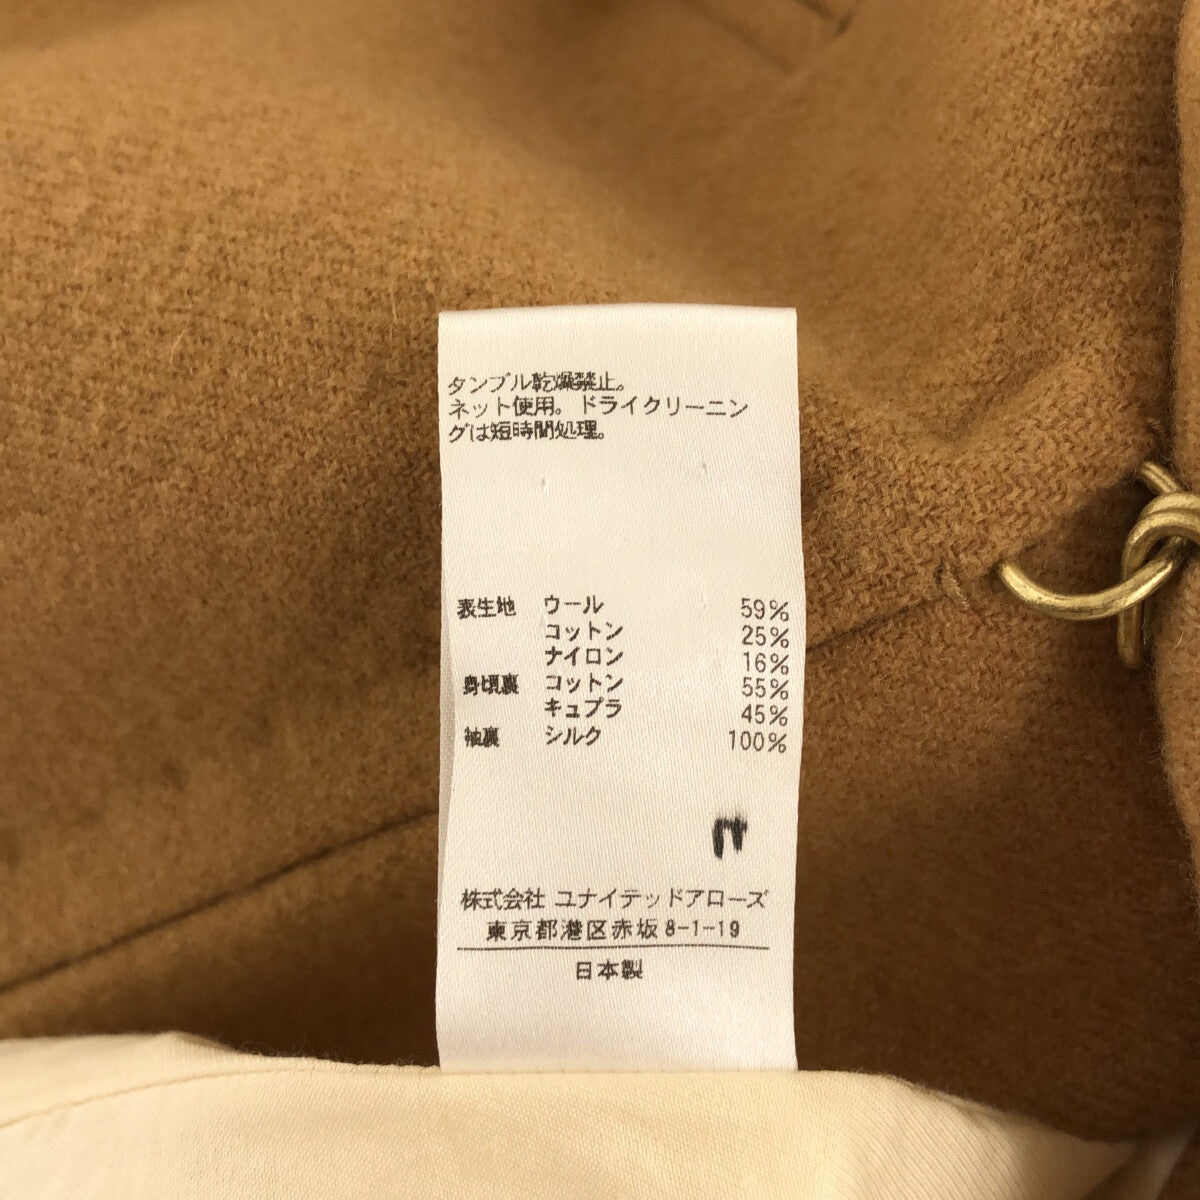 タンブル乾燥禁止。
ネット使用。ドライクリーニン
グは短時間処理。
表生地 ウール 59%
コットン 25%
ナイロン 16%
身頃裏 コットン 55%
キュプラ 45%
袖裏 シルク 100%
株式会社 ユナイテッドアローズ
東京都港区赤坂8-1-19
日本製